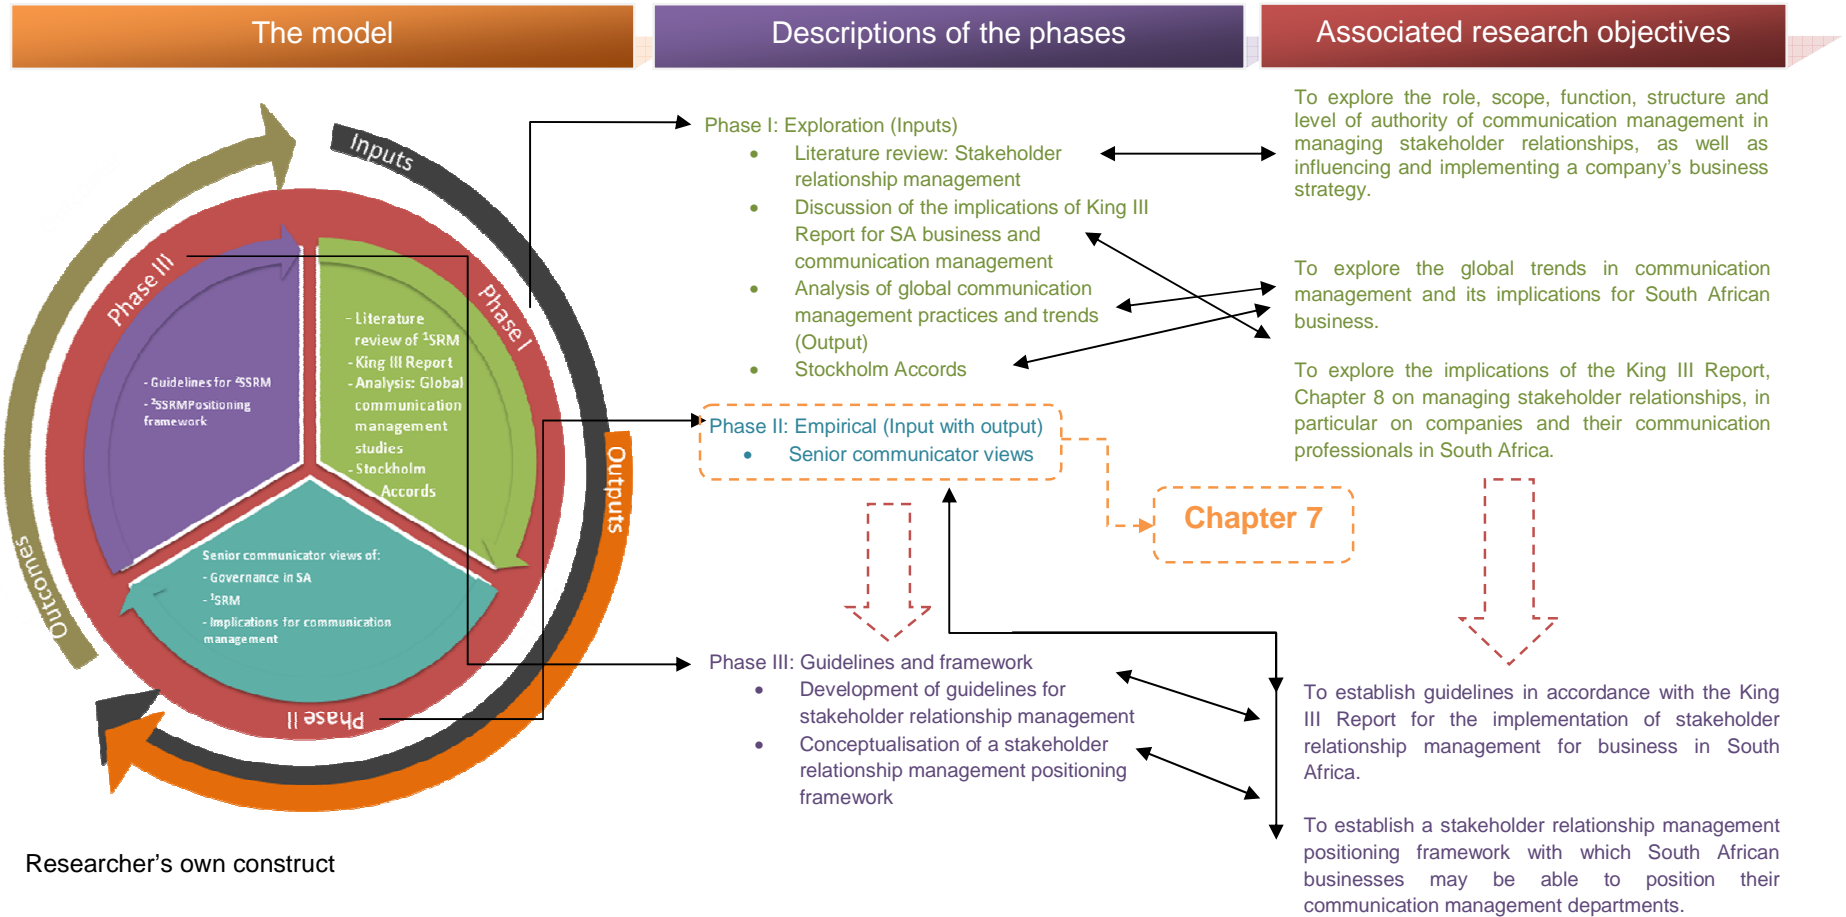 The model
Descriptions of the phases
Associated research objectives
Inputs
Outputs
Outcomes
Phase I
- Literature
review of ¹SRM
- King III Report
- Analysis: Global
communication
management
studies
- Stockholm
Accords
Phase II
Senior communicator views of:
- Governance in SA
- ¹SRM
- Implications for communication
management
Phase III
- Guidelines for ²SSRM
- ²SSRMPositioning
framework
Researcher’s own construct
Phase I: Exploration (Inputs)
• Literature review: Stakeholder
relationship management
• Discussion of the implications of King III
Report for SA business and
communication management
• Analysis of global communication
management practices and trends
(Output)
• Stockholm Accords
Phase II: Empirical (Input with output)
• Senior communicator views
Chapter 7
Phase III: Guidelines and framework
• Development of guidelines for
stakeholder relationship management
• Conceptualisation of a stakeholder
relationship management positioning
framework
To explore the role, scope, function, structure and
level of authority of communication management in
managing stakeholder relationships, as well as
influencing and implementing a company’s business
strategy.
To explore the global trends in communication
management and its implications for South African
business.
To explore the implications of the King III Report,
Chapter 8 on managing stakeholder relationships, in
particular on companies and their communication
professionals in South Africa.
To establish guidelines in accordance with the King
III Report for the implementation of stakeholder
relationship management for business in South
Africa.
To establish a stakeholder relationship management
positioning framework with which South African
businesses may be able to position their
communication management departments.